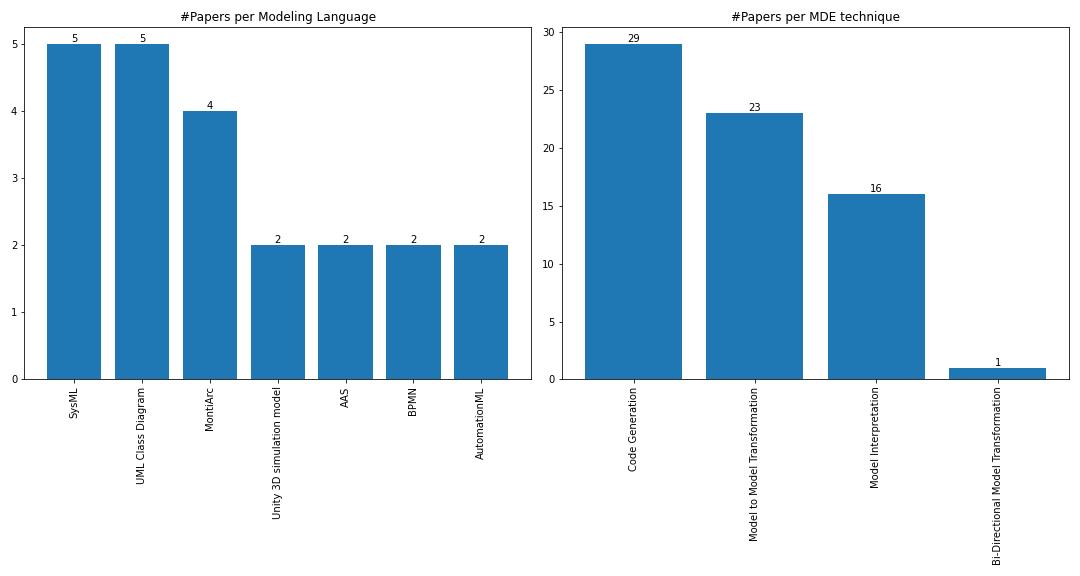 #Papers per Modeling Language
5
4
3
2
1
0
5
5
4
2
2
2
2
SysML
UML Class Diagram
MontiArc
Unity 3D simulation model
AAS
BPMN
AutomationML
#Papers per MDE technique
30
25
20
15
10
5
0
29
23
16
1
Code Generation
Model to Model Transformation
Model Interpretation
Bi-Directional Model Transformation